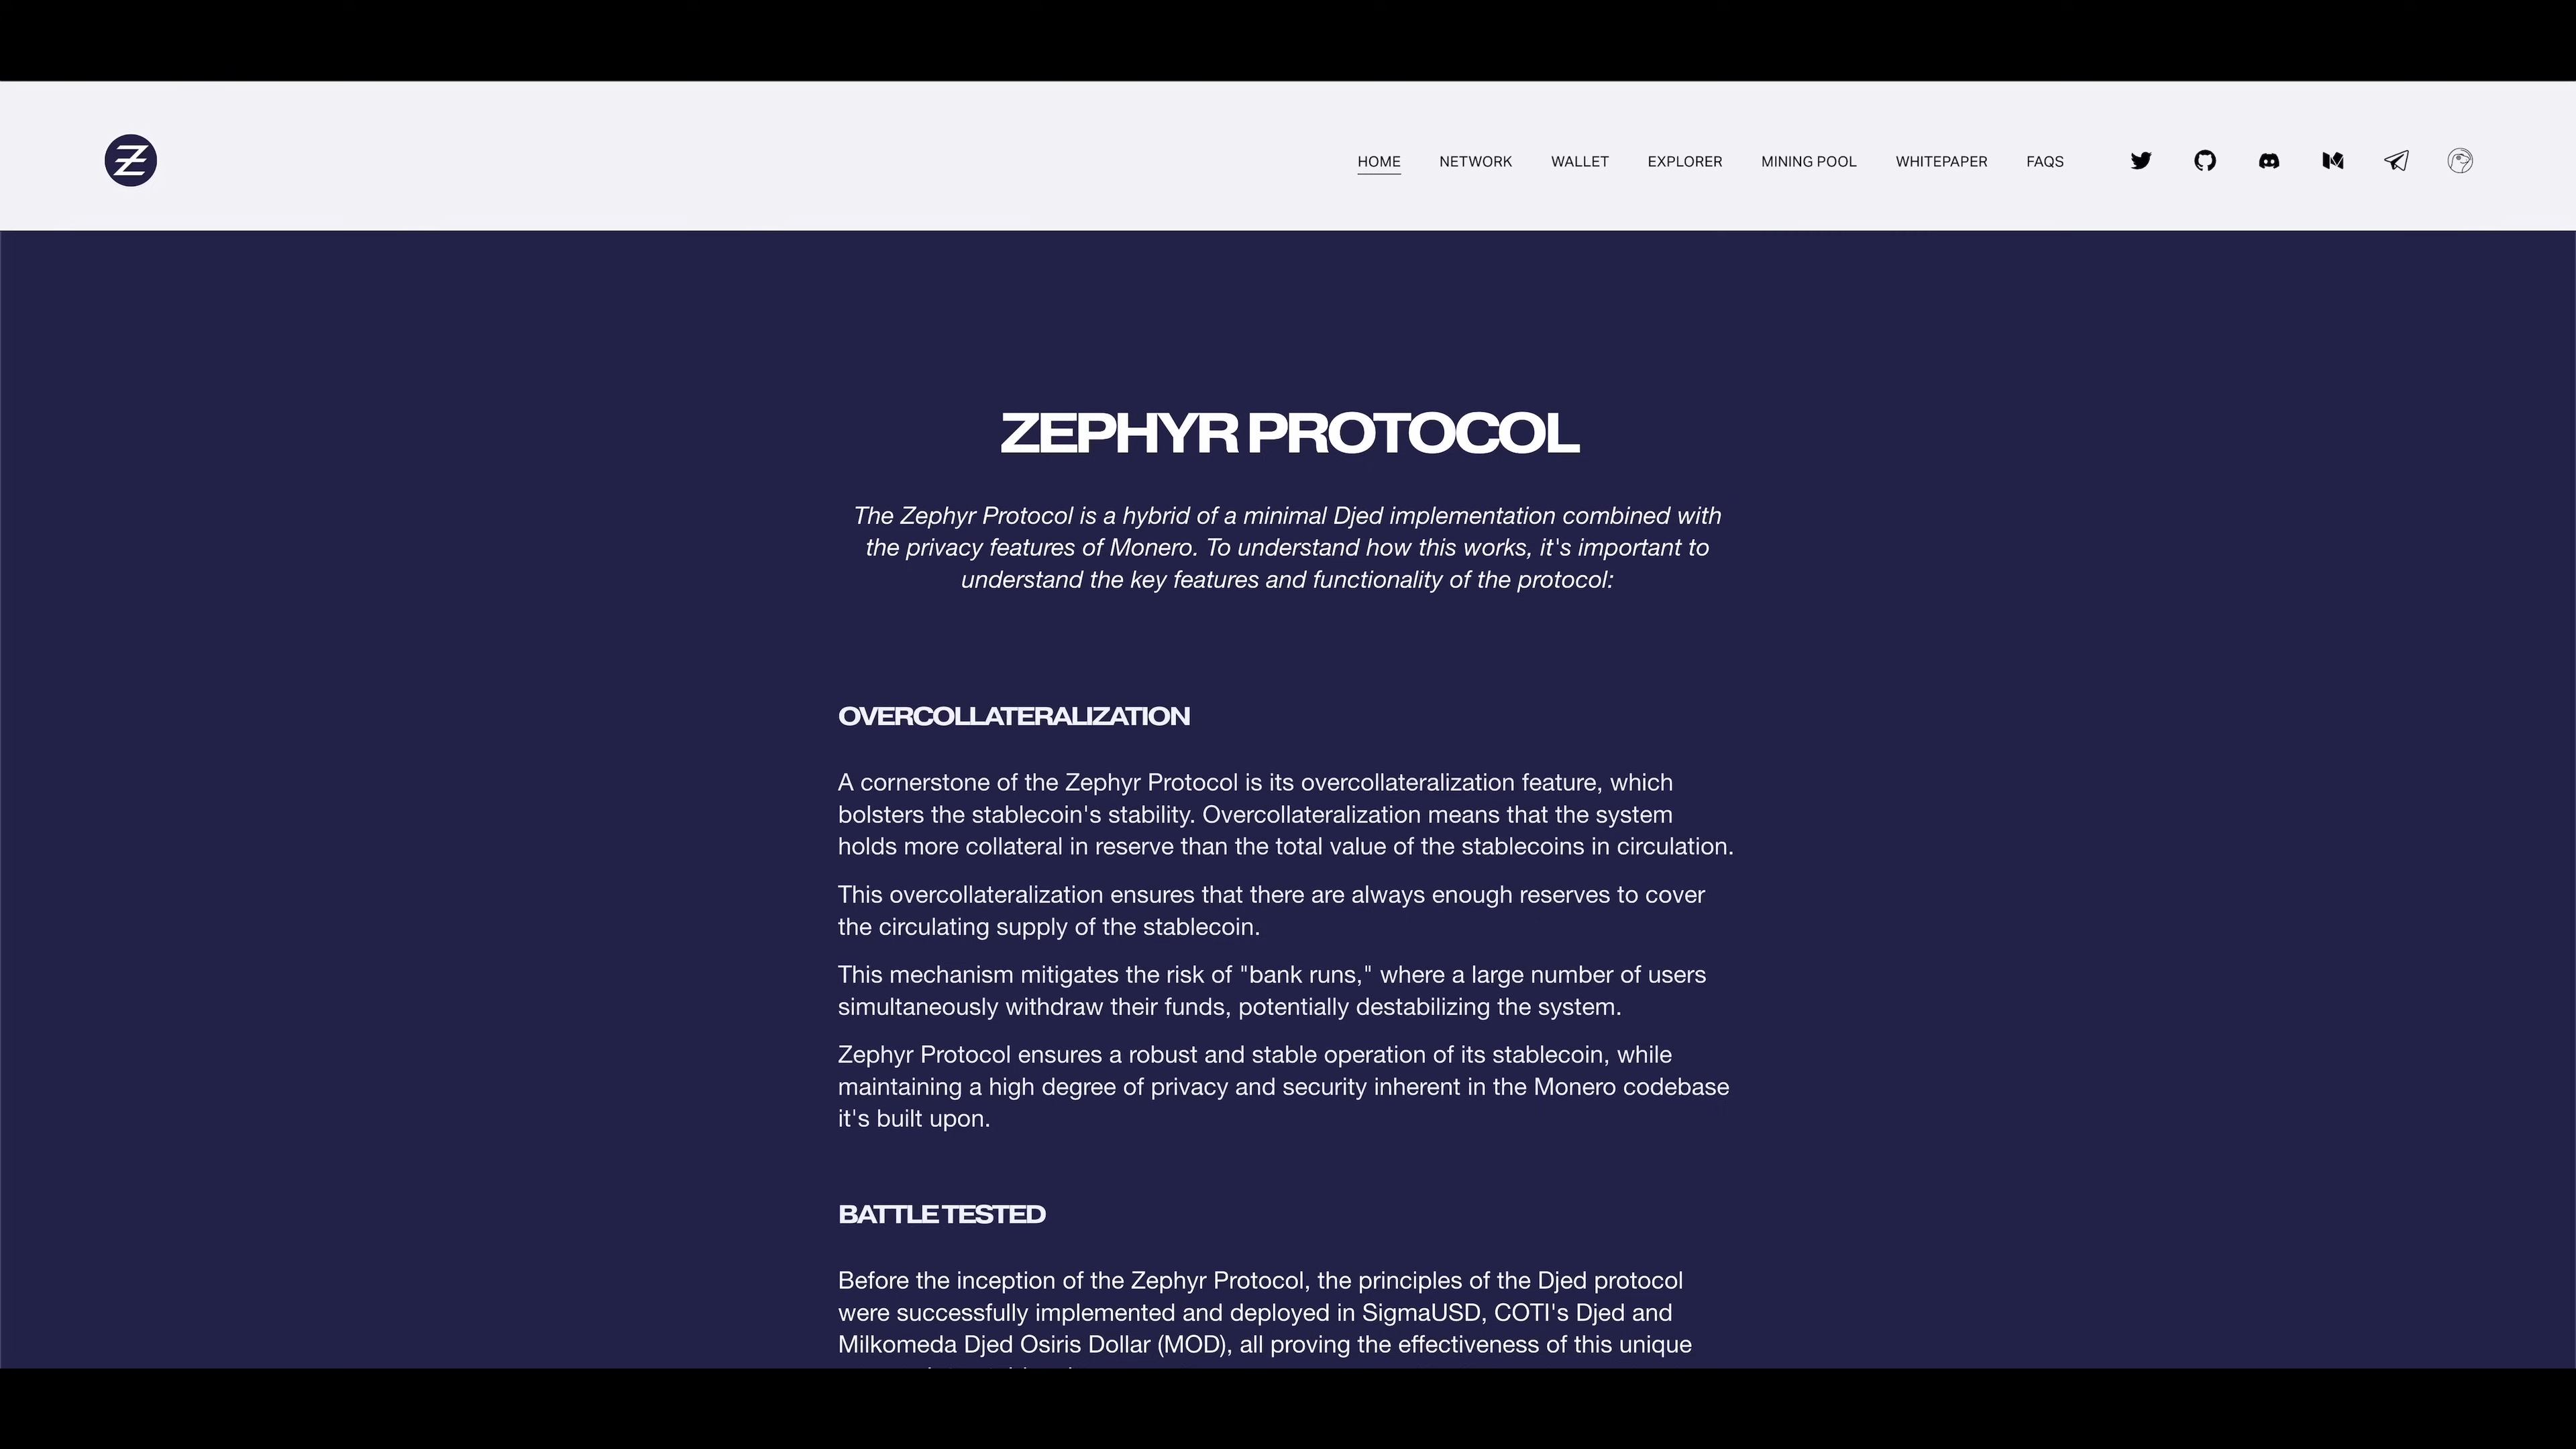 HOME NETWORK WALLET EXPLORER MINING POOL WHITEPAPER FAQS
ZEPHYR PROTOCOL
The Zephyr Protocol is a hybrid of a minimal Djed implementation combined with
the privacy features of Monero. To understand how this works, it's important to
understand the key features and functionality of the protocol:
OVERCOLLATERALIZATION
A cornerstone of the Zephyr Protocol is its overcollateralization feature, which
bolsters the stablecoin's stability. Overcollateralization means that the system
holds more collateral in reserve than the total value of the stablecoins in circulation.
This overcollateralization ensures that there are always enough reserves to cover
the circulating supply of the stablecoin.
This mechanism mitigates the risk of "bank runs," where a large number of users
simultaneously withdraw their funds, potentially destabilizing the system.
Zephyr Protocol ensures a robust and stable operation of its stablecoin, while
maintaining a high degree of privacy and security inherent in the Monero codebase
it's built upon.
BATTLE TESTED
Before the inception of the Zephyr Protocol, the principles of the Djed protocol
were successfully implemented and deployed in SigmaUSD, COTI's Djed and
Milkomeda Djed Osiris Dollar (MOD), all proving the effectiveness of this unique